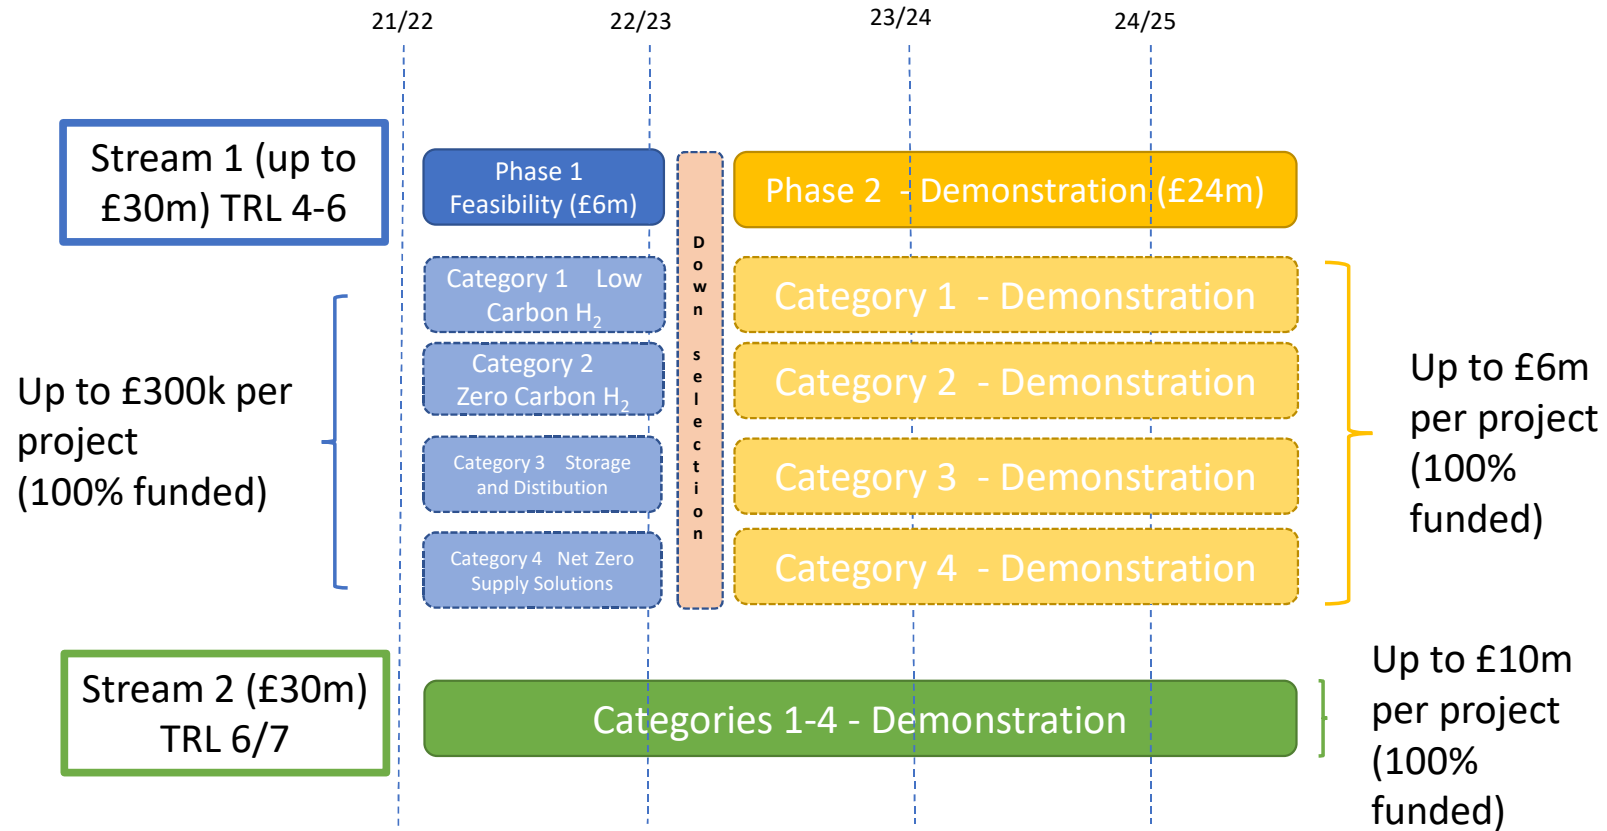 21/22
22/23
23/24
24/25
Stream 1 (up to
£30m) TRL 4-6
Phase 1
Feasibility (£6m)
Phase 2 - Demonstration (£24m)
Down selection
Category 1 Low
Carbon H₂
Category 1 - Demonstration
Category 2
Zero Carbon H₂
Category 2 - Demonstration
Category 3 Storage
and Distibution
Category 3 - Demonstration
Category 4 Net Zero
Supply Solutions
Category 4 - Demonstration
Up to £300k per
project
(100% funded)
Up to £6m
per project
(100%
funded)
Stream 2 (£30m)
TRL 6/7
Categories 1-4 - Demonstration
Up to £10m
per project
(100%
funded)